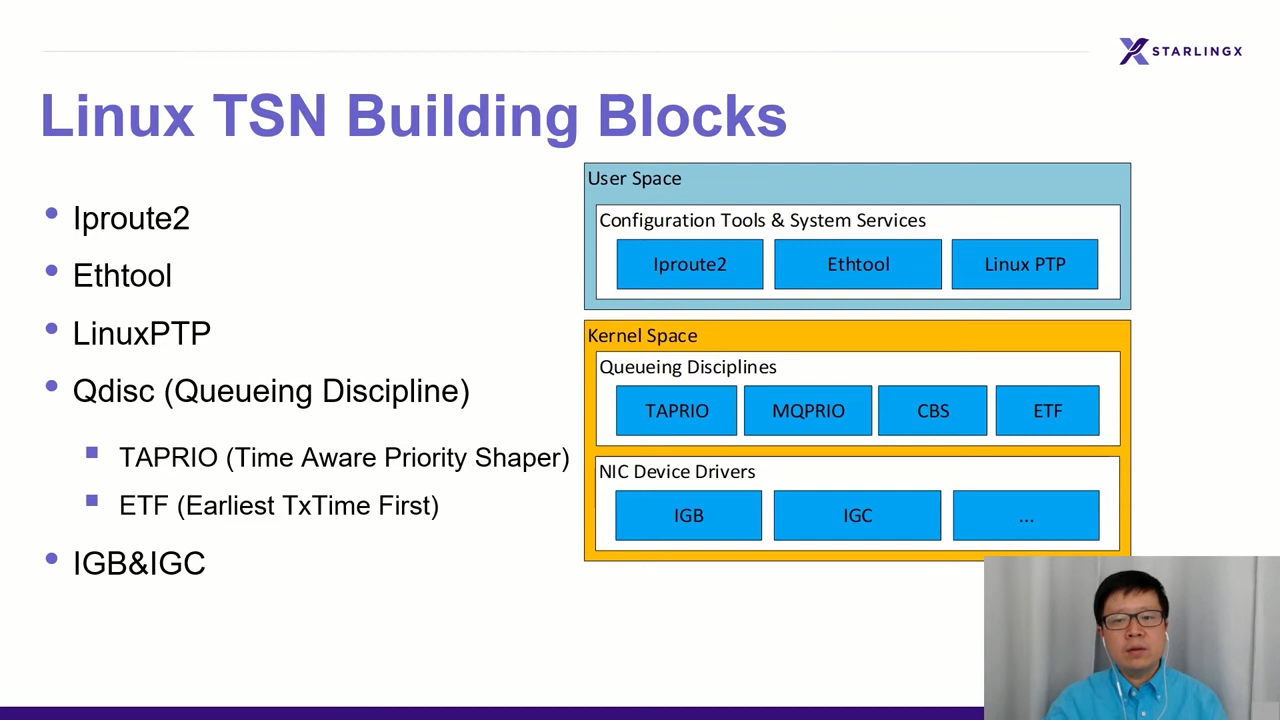 STARLINGX
Linux TSN Building Blocks
Iproute2
Ethtool
LinuxPTP
Qdisc (Queueing Discipline)
TAPRIO (Time Aware Priority Shaper)
ETF (Earliest TxTime First)
IGB&IGC
User Space
Configuration Tools & System Services
Iproute2 Ethtool Linux PTP
Kernel Space
Queueing Disciplines
TAPRIO MQPRIO CBS ETF
NIC Device Drivers
IGB IGC ...